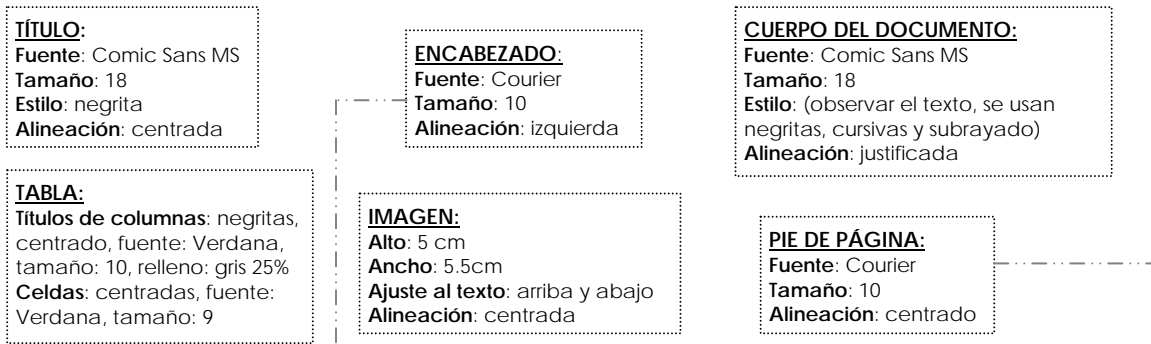 TÍTULO:
Fuente: Comic Sans MS
Tamaño: 18
Estilo: negrita
Alineación: centrada
ENCABEZADO:
Fuente: Courier
Tamaño: 10
Alineación: izquierda
CUERPO DEL DOCUMENTO:
Fuente: Comic Sans MS
Tamaño: 18
Estilo: (observar el texto, se usan
negritas, cursivas y subrayado)
Alineación: justificada
TABLA:
Títulos de columnas: negritas,
centrado, fuente: Verdana,
tamaño: 10, relleno: gris 25%
Celdas: centradas, fuente:
Verdana, tamaño: 9
IMAGEN:
Alto: 5 cm
Ancho: 5.5cm
Ajuste al texto: arriba y abajo
Alineación: centrada
PIE DE PÁGINA:
Fuente: Courier
Tamaño: 10
Alineación: centrado